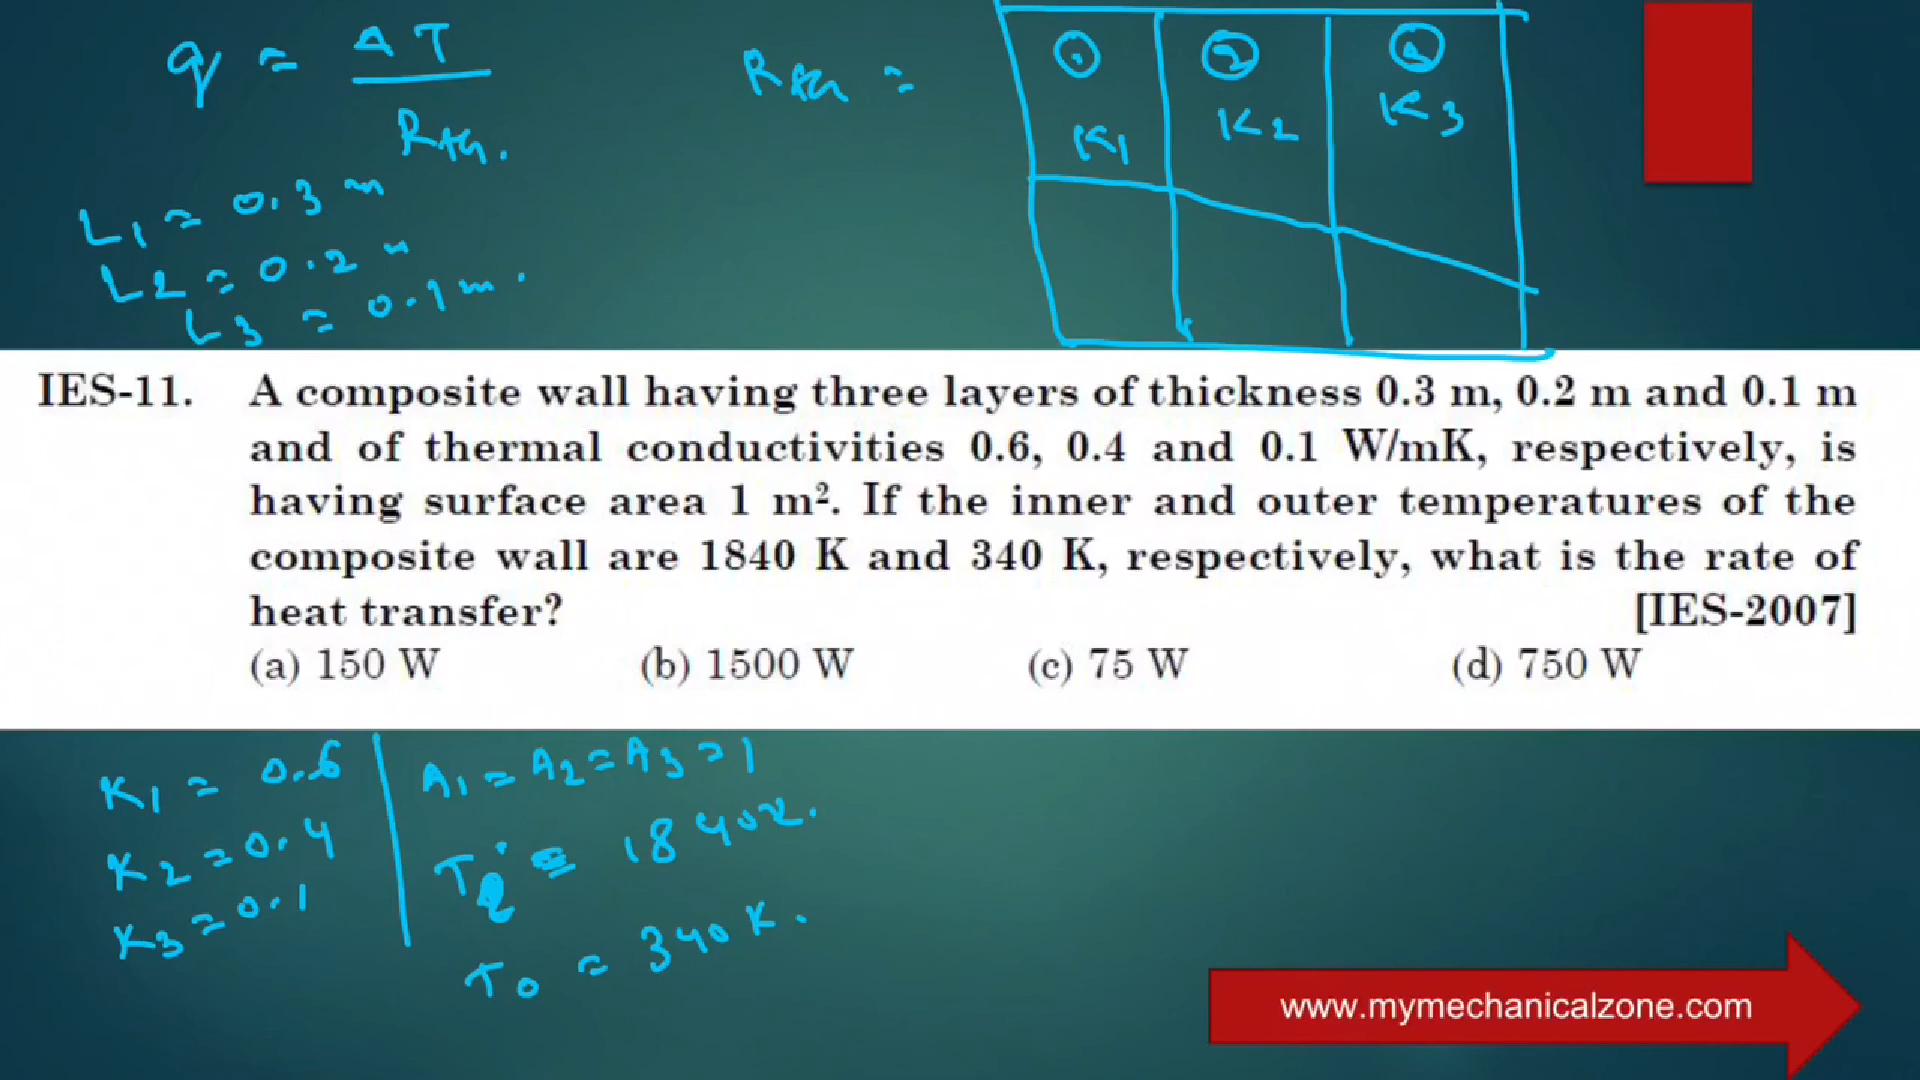 q = ΔT / Rth.
Rth =
① ② ③
K1 K2 K3
L1 = 0.3 m
L2 = 0.2 m
L3 = 0.1 m.
IES-11. A composite wall having three layers of thickness 0.3 m, 0.2 m and 0.1 m
and of thermal conductivities 0.6, 0.4 and 0.1 W/mK, respectively, is
having surface area 1 m². If the inner and outer temperatures of the
composite wall are 1840 K and 340 K, respectively, what is the rate of
heat transfer? [IES-2007]
(a) 150 W (b) 1500 W (c) 75 W (d) 750 W
K1 = 0.6
K2 = 0.4
K3 = 0.1
A1 = A2 = A3 = 1
Ti = 1840K.
To = 340 K.
www.mymechanicalzone.com